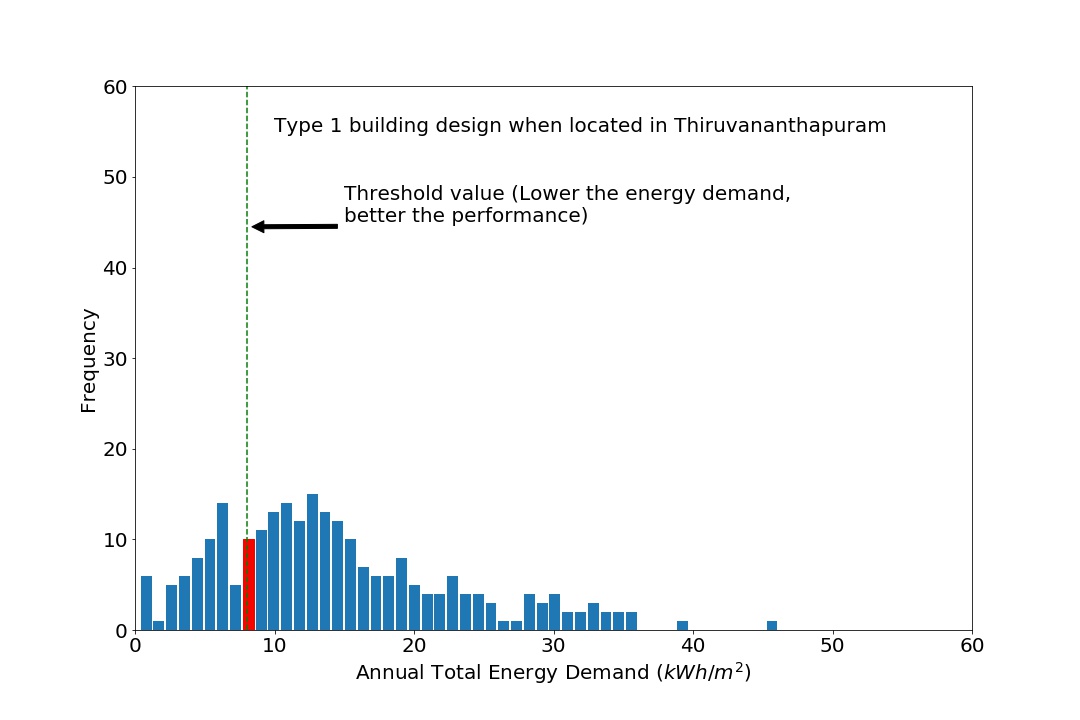 60
Type 1 building design when located in Thiruvananthapuram
50
Threshold value (Lower the energy demand,
better the performance)
40
Frequency
30
20
10
0
0 10 20 30 40 50 60
Annual Total Energy Demand (kWh/m²)